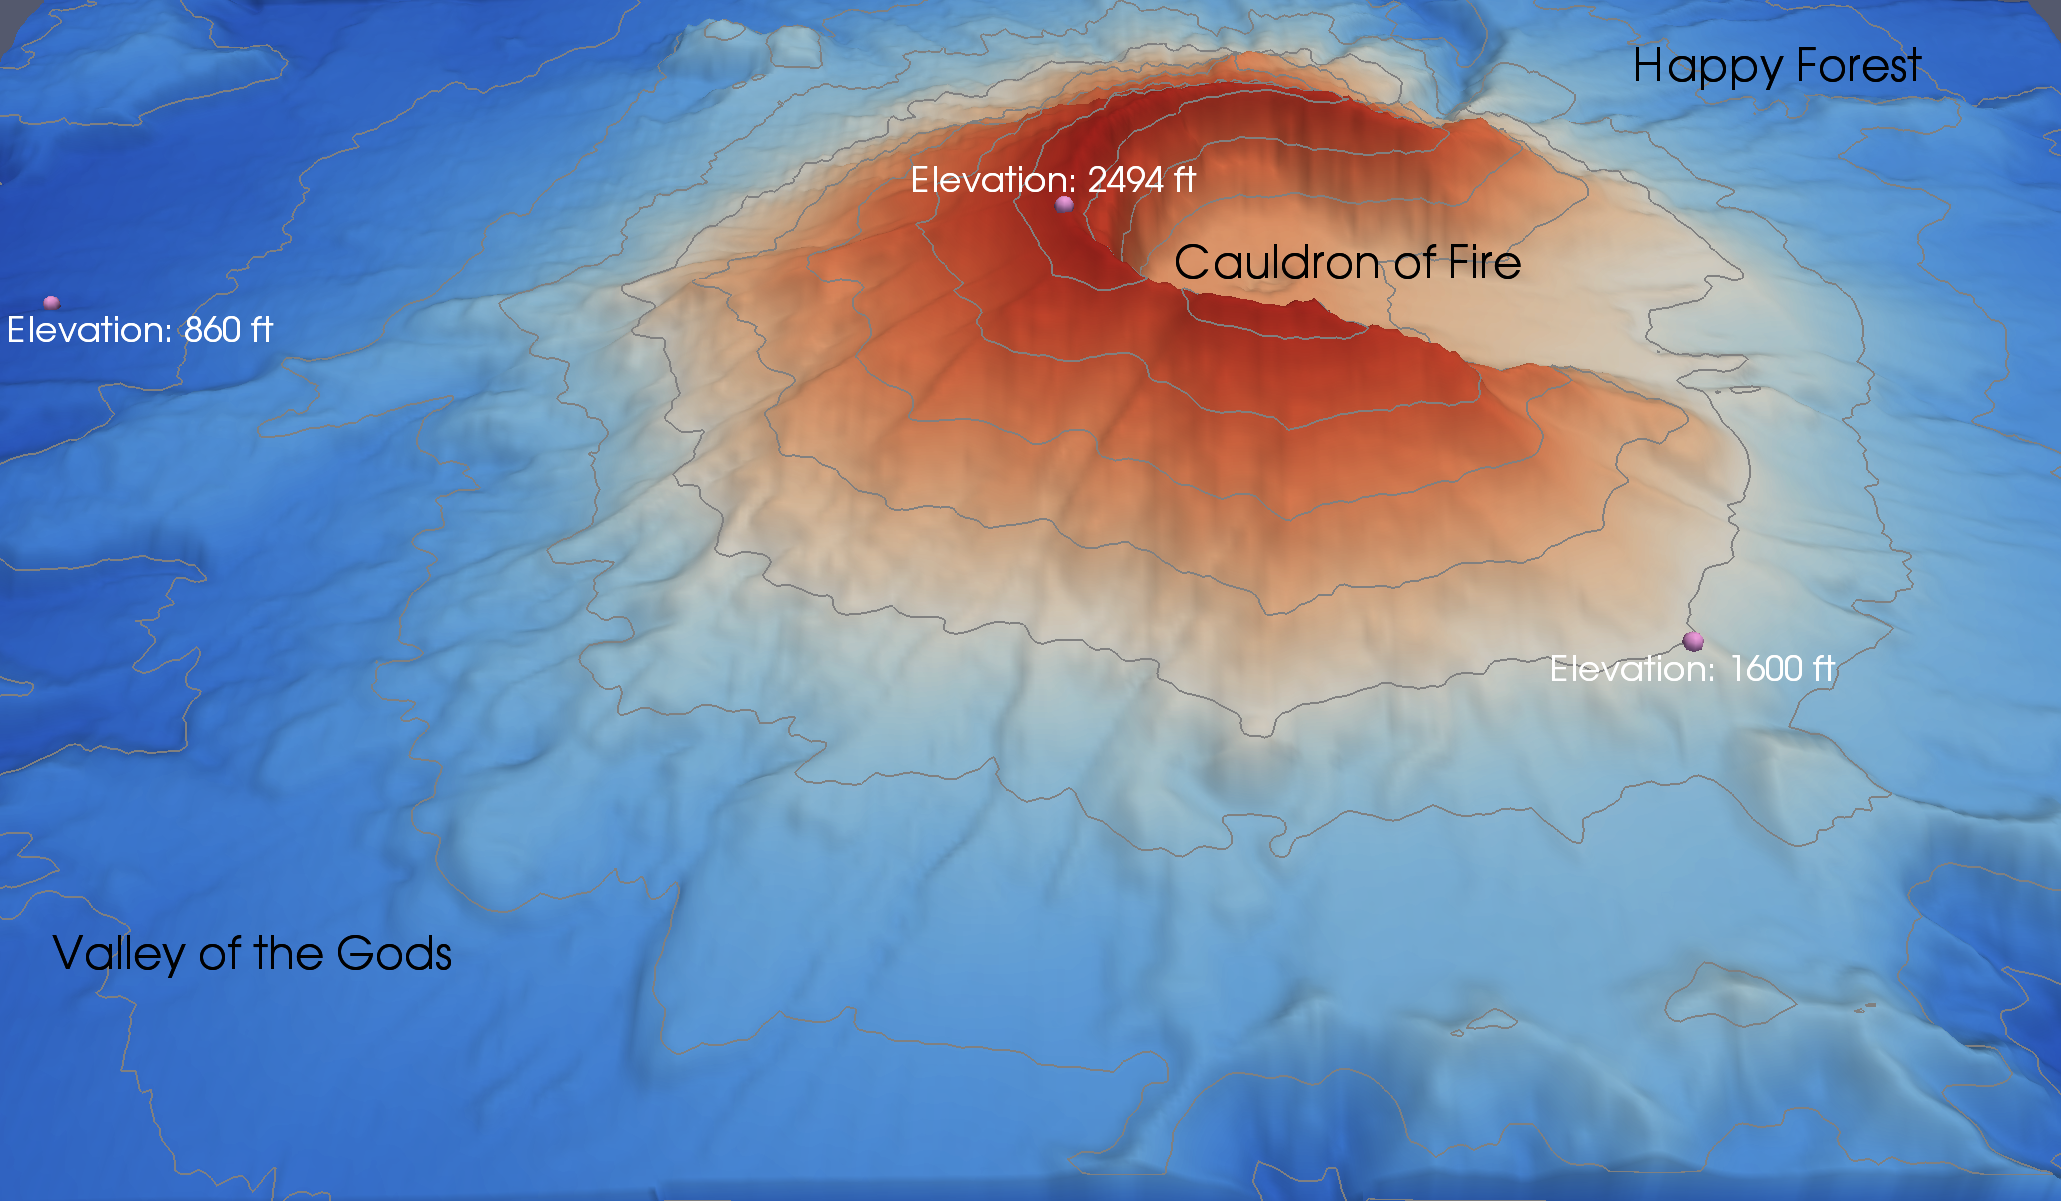 Happy Forest
Elevation: 2494 ft
Cauldron of Fire
Elevation: 860 ft
Elevation: 1600 ft
Valley of the Gods